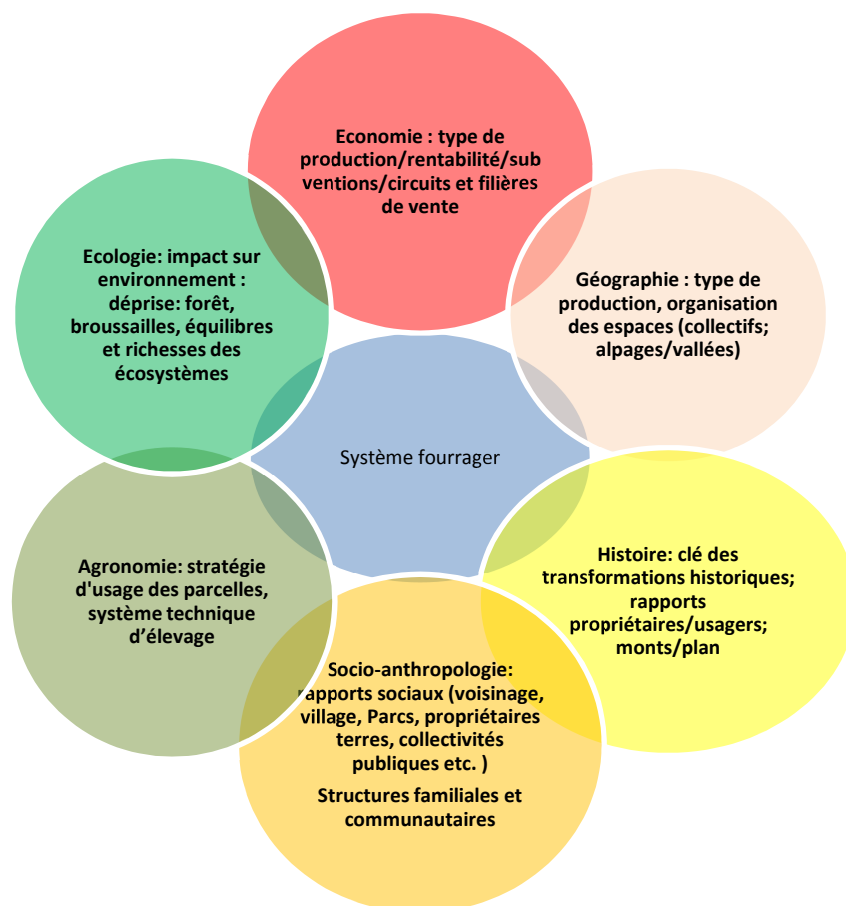 Economie : type de
production/rentabilité/sub
ventions/circuits et filières
de vente
Ecologie: impact sur
environnement :
déprise: forêt,
broussailles, équilibres
et richesses des
écosystèmes
Géographie : type de
production, organisation
des espaces (collectifs;
alpages/vallées)
Système fourrager
Agronomie: stratégie
d'usage des parcelles,
système technique
d'élevage
Histoire: clé des
transformations historiques;
rapports
propriétaires/usagers;
monts/plan
Socio-anthropologie:
rapports sociaux (voisinage,
village, Parcs, propriétaires
terres, collectivités
publiques etc. )
Structures familiales et
communautaires